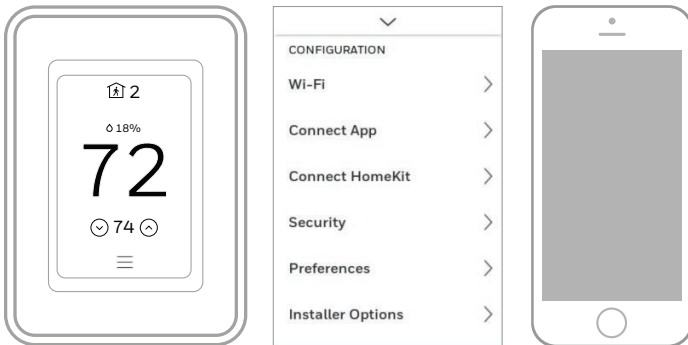 2
18%
72
74
CONFIGURATION
Wi-Fi
Connect App
Connect HomeKit
Security
Preferences
Installer Options